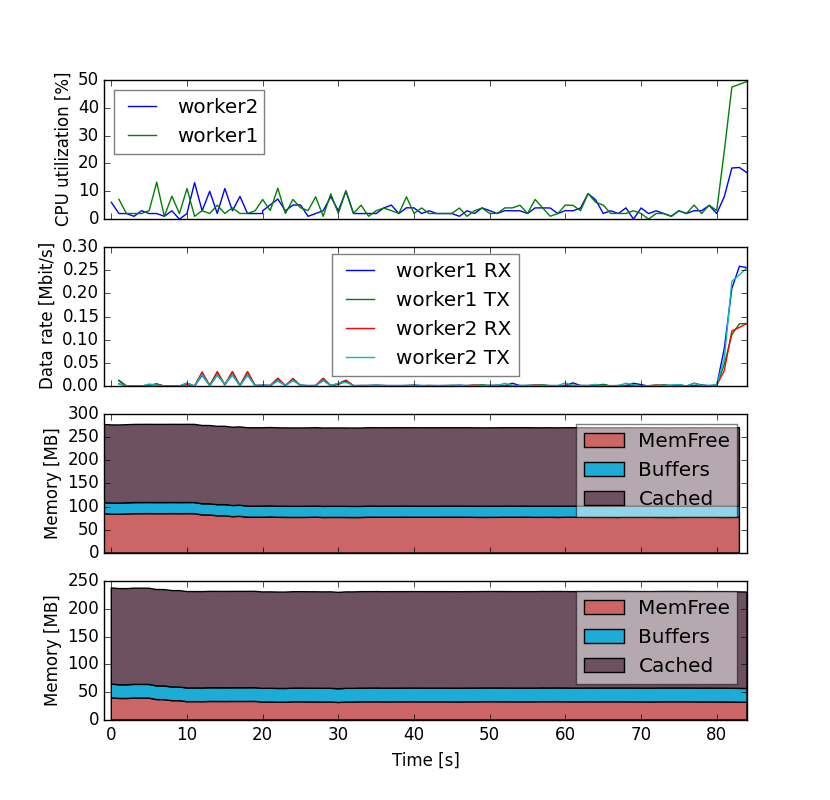 CPU utilization [%]
50
40
30
20
10
0
worker2
worker1
Data rate [Mbit/s]
0.30
0.25
0.20
0.15
0.10
0.05
0.00
worker1 RX
worker1 TX
worker2 RX
worker2 TX
Memory [MB]
300
250
200
150
100
50
0
MemFree
Buffers
Cached
Memory [MB]
250
200
150
100
50
0
MemFree
Buffers
Cached
0 10 20 30 40 50 60 70 80
Time [s]